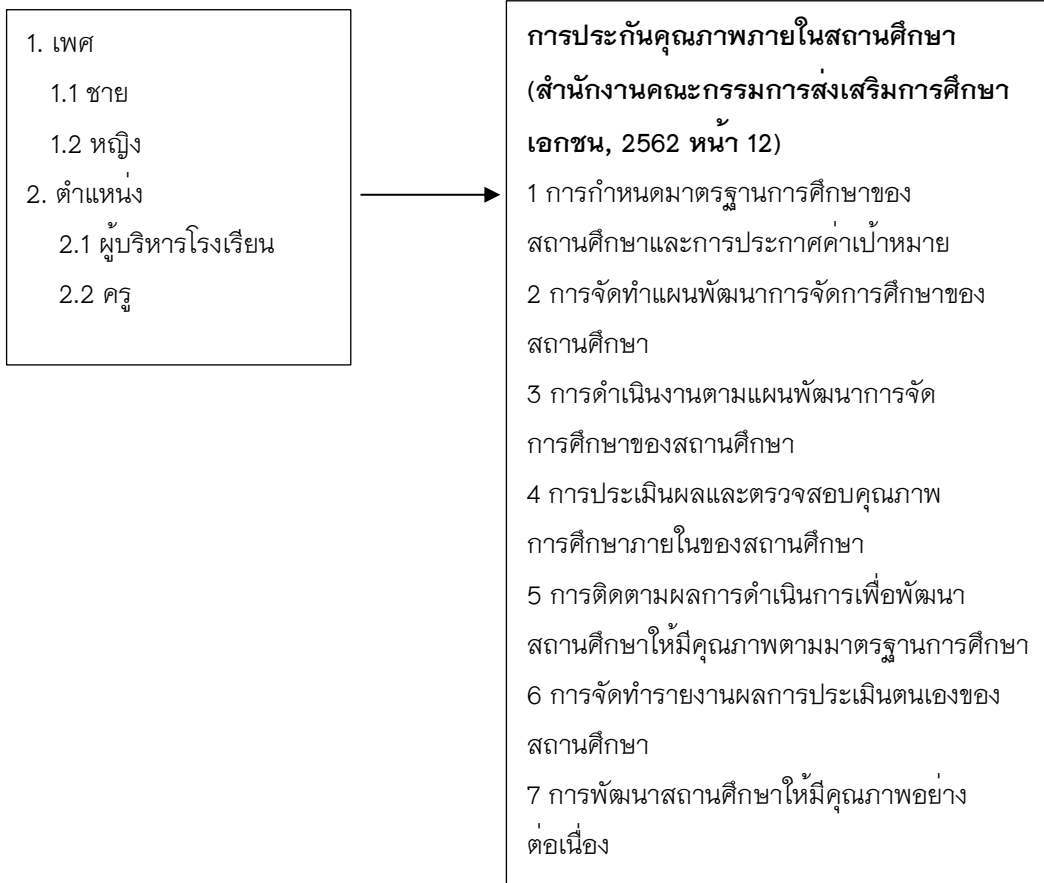 1. เพศ
1.1 ชาย
1.2 หญิง
2. ตำแหน่ง
2.1 ผู้บริหารโรงเรียน
2.2 ครู
การประกันคุณภาพภายในสถานศึกษา
(สำนักงานคณะกรรมการส่งเสริมการศึกษา
เอกชน, 2562 หน้า 12)
1 การกำหนดมาตรฐานการศึกษาของ
สถานศึกษาและการประกาศค่าเป้าหมาย
2 การจัดทำแผนพัฒนาการจัดการศึกษาของ
สถานศึกษา
3 การดำเนินงานตามแผนพัฒนาการจัด
การศึกษาของสถานศึกษา
4 การประเมินผลและตรวจสอบคุณภาพ
การศึกษาภายในของสถานศึกษา
5 การติดตามผลการดำเนินการเพื่อพัฒนา
สถานศึกษาให้มีคุณภาพตามมาตรฐานการศึกษา
6 การจัดทำรายงานผลการประเมินตนเองของ
สถานศึกษา
7 การพัฒนาสถานศึกษาให้มีคุณภาพอย่าง
ต่อเนื่อง